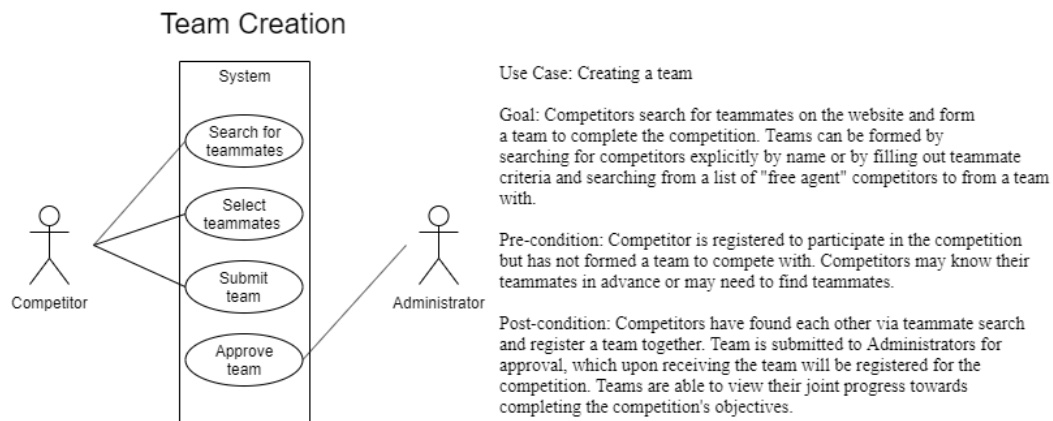 Team Creation
System
Search for
teammates
Select
teammates
Submit
team
Approve
team
Competitor
Administrator
Use Case: Creating a team
Goal: Competitors search for teammates on the website and form
a team to complete the competition. Teams can be formed by
searching for competitors explicitly by name or by filling out teammate
criteria and searching from a list of "free agent" competitors to from a team
with.
Pre-condition: Competitor is registered to participate in the competition
but has not formed a team to compete with. Competitors may know their
teammates in advance or may need to find teammates.
Post-condition: Competitors have found each other via teammate search
and register a team together. Team is submitted to Administrators for
approval, which upon receiving the team will be registered for the
competition. Teams are able to view their joint progress towards
completing the competition's objectives.